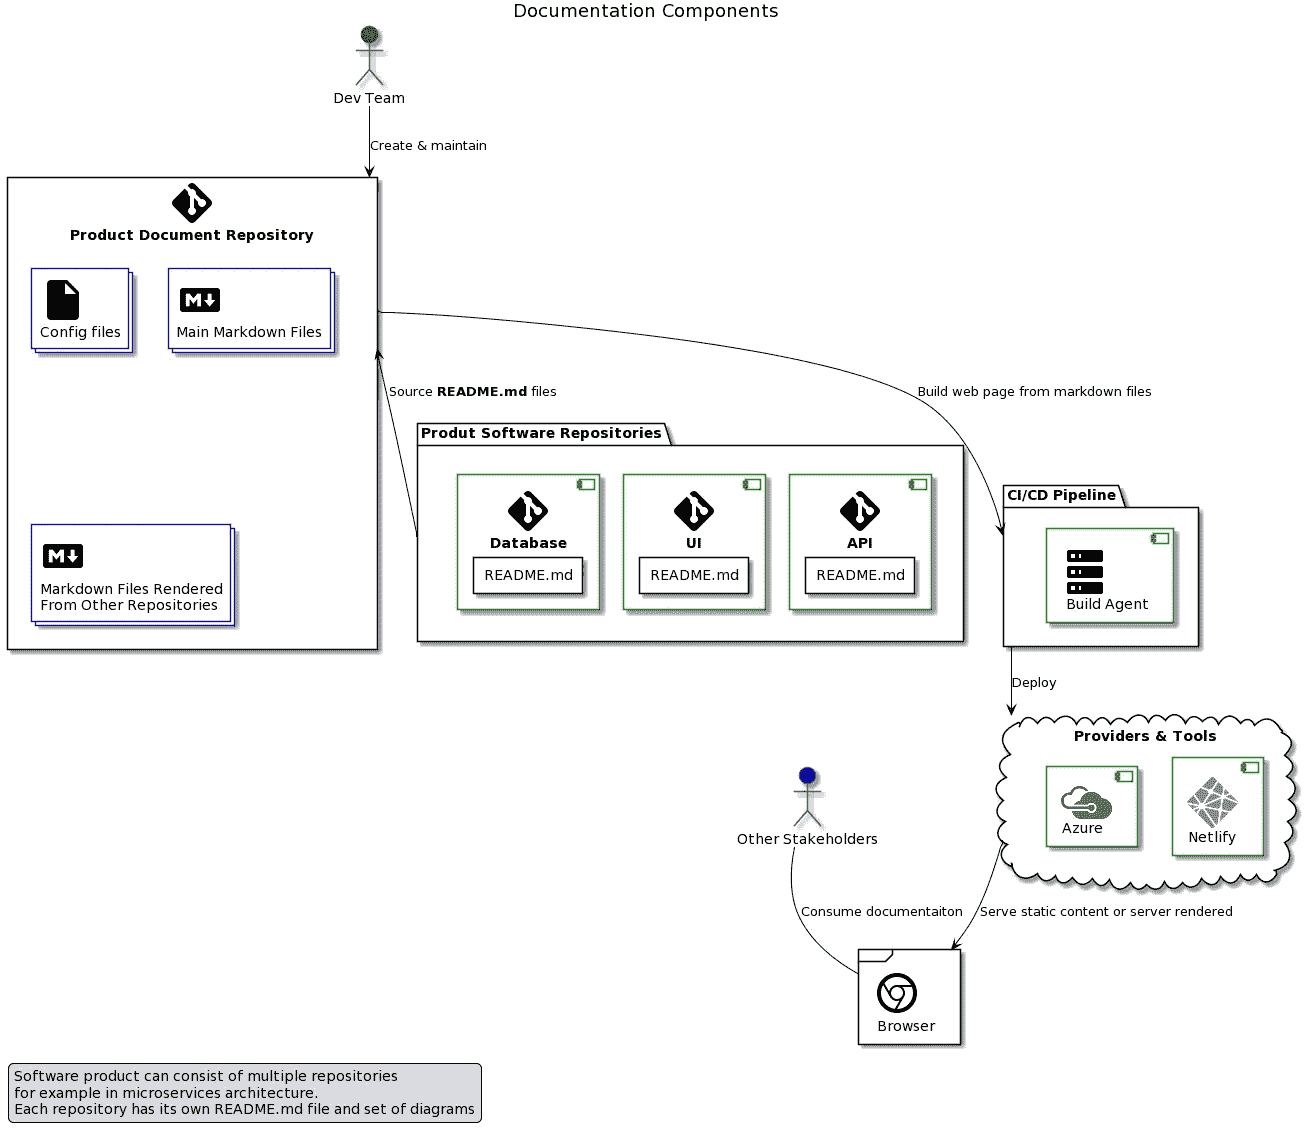 Documentation Components
Dev Team
Create & maintain
Product Document Repository
Config files
Main Markdown Files
Source README.md files
Build web page from markdown files
Produt Software Repositories
Database
README.md
UI
README.md
API
README.md
CI/CD Pipeline
Build Agent
Markdown Files Rendered
From Other Repositories
Deploy
Providers & Tools
Azure
Netlify
Other Stakeholders
Consume documentaiton
Serve static content or server rendered
Browser
Software product can consist of multiple repositories
for example in microservices architecture.
Each repository has its own README.md file and set of diagrams